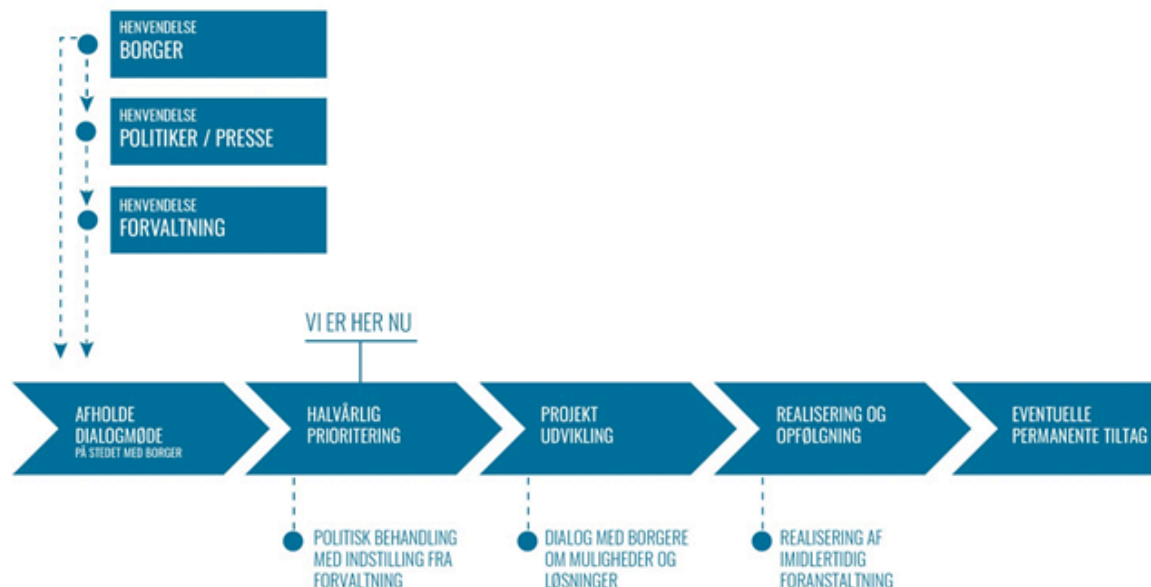 HENVENDELSE
BORGER
HENVENDELSE
POLITIKER / PRESSE
HENVENDELSE
FORVALTNING
VI ER HER NU
AFHOLDE
DIALOGMØDE
PÅ STEDET MED BORGER
HALVÅRLIG
PRIORITERING
PROJEKT
UDVIKLING
REALISERING OG
OPFØLGNING
EVENTUELLE
PERMANENTE TILTAG
POLITISK BEHANDLING
MED INDSTILLING FRA
FORVALTNING
DIALOG MED BORGERE
OM MULIGHEDER OG
LØSNINGER
REALISERING AF
IMIDLERTIDIG
FORANSTALTNING